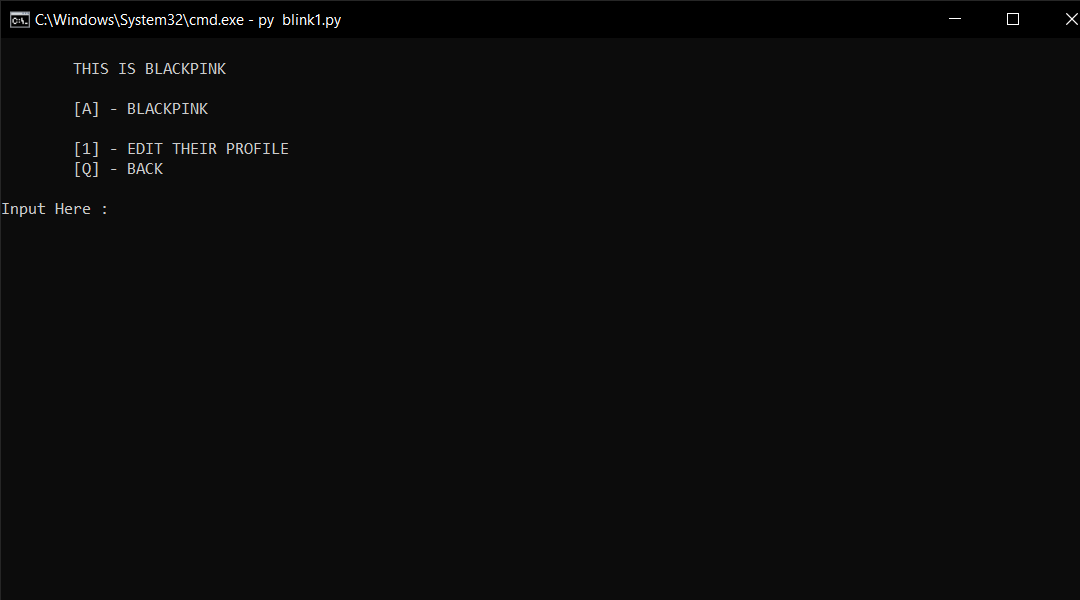 C:\Windows\System32\cmd.exe - py  blink1.py
THIS IS BLACKPINK
[A] - BLACKPINK
[1] - EDIT THEIR PROFILE
[Q] - BACK
Input Here :